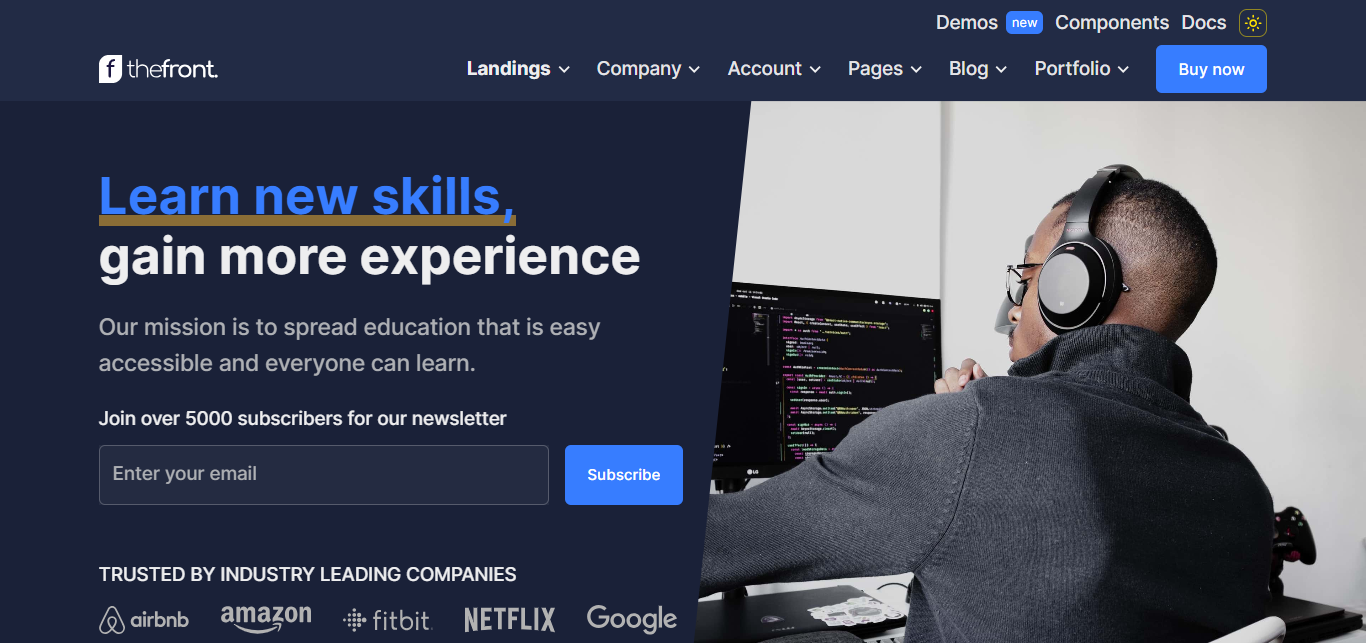 Demos new Components Docs
f thefront.
Landings Company Account Pages Blog Portfolio Buy now
Learn new skills,
gain more experience
Our mission is to spread education that is easy
accessible and everyone can learn.
Join over 5000 subscribers for our newsletter
Enter your email
Subscribe
TRUSTED BY INDUSTRY LEADING COMPANIES
airbnb amazon fitbit. NETFLIX Google
LG